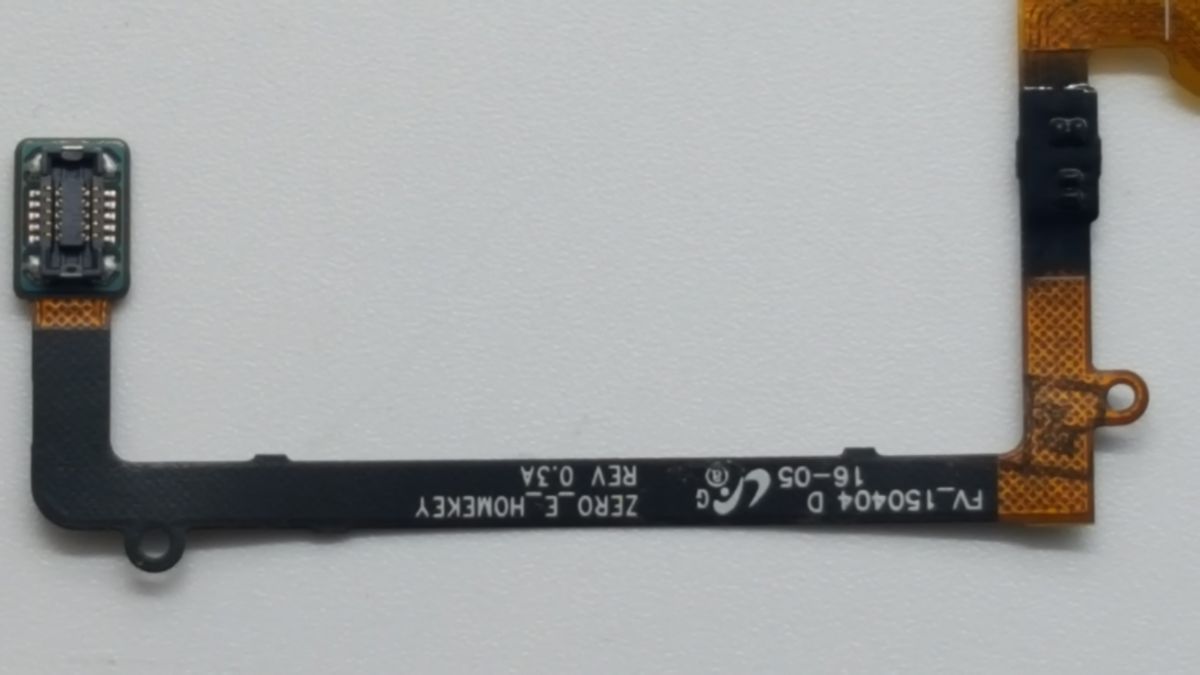 FV_150404 D
16-05
G
a
ZERO_E_HOMEKEY
REV 0.3A